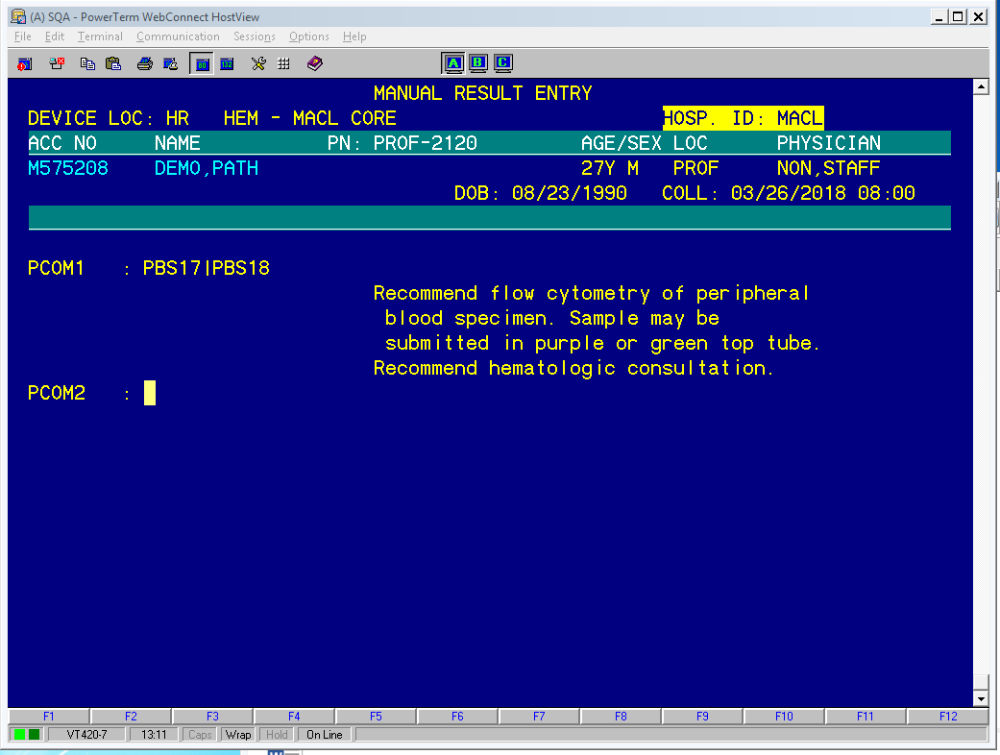 (A) SQA - PowerTerm WebConnect HostView
File Edit Terminal Communication Sessions Options Help
80 132 A B C
MANUAL RESULT ENTRY
DEVICE LOC: HR HEM - MACL CORE HOSP. ID: MACL
ACC NO NAME PN: PROF-2120 AGE/SEX LOC PHYSICIAN
M575208 DEMO,PATH 27Y M PROF NON,STAFF
DOB: 08/23/1990 COLL: 03/26/2018 08:00
PCOM1 : PBS17|PBS18
Recommend flow cytometry of peripheral
blood specimen. Sample may be
submitted in purple or green top tube.
Recommend hematologic consultation.
PCOM2 :
F1 F2 F3 F4 F5 F6 F7 F8 F9 F10 F11 F12
VT420-7 13:11 Caps Wrap Hold On Line